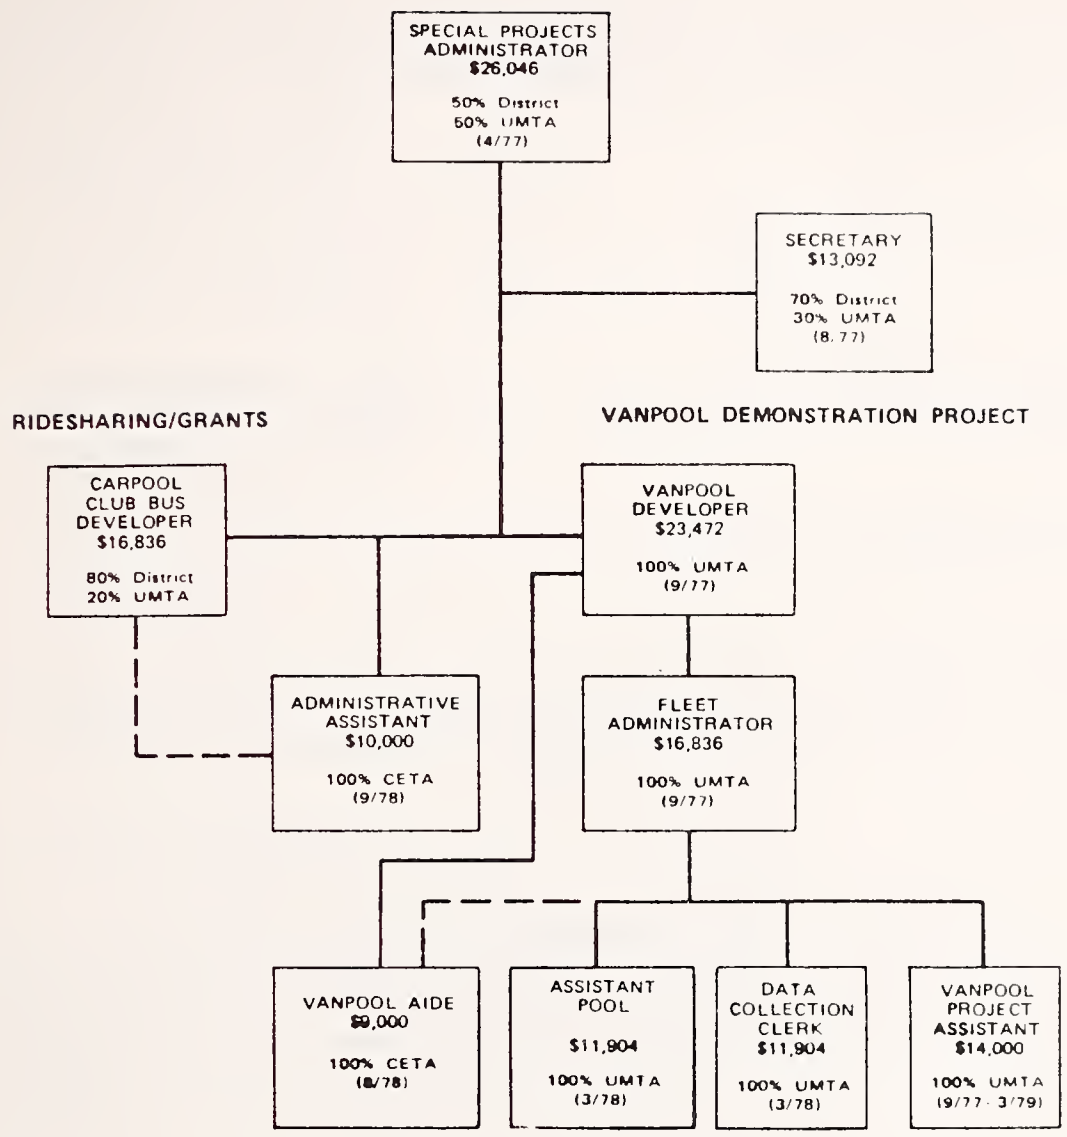 SPECIAL PROJECTS
ADMINISTRATOR
$26,046
50% District
50% UMTA
(4/77)
SECRETARY
$13,092
70% District
30% UMTA
(8/77)
RIDESHARING/GRANTS
VANPOOL DEMONSTRATION PROJECT
CARPOOL
CLUB BUS
DEVELOPER
$16,836
80% District
20% UMTA
VANPOOL
DEVELOPER
$23,472
100% UMTA
(9/77)
ADMINISTRATIVE
ASSISTANT
$10,000
100% CETA
(9/78)
FLEET
ADMINISTRATOR
$16,836
100% UMTA
(9/77)
VANPOOL AIDE
$9,000
100% CETA
(8/78)
ASSISTANT
POOL
$11,904
100% UMTA
(3/78)
DATA
COLLECTION
CLERK
$11,904
100% UMTA
(3/78)
VANPOOL
PROJECT
ASSISTANT
$14,000
100% UMTA
(9/77 - 3/79)